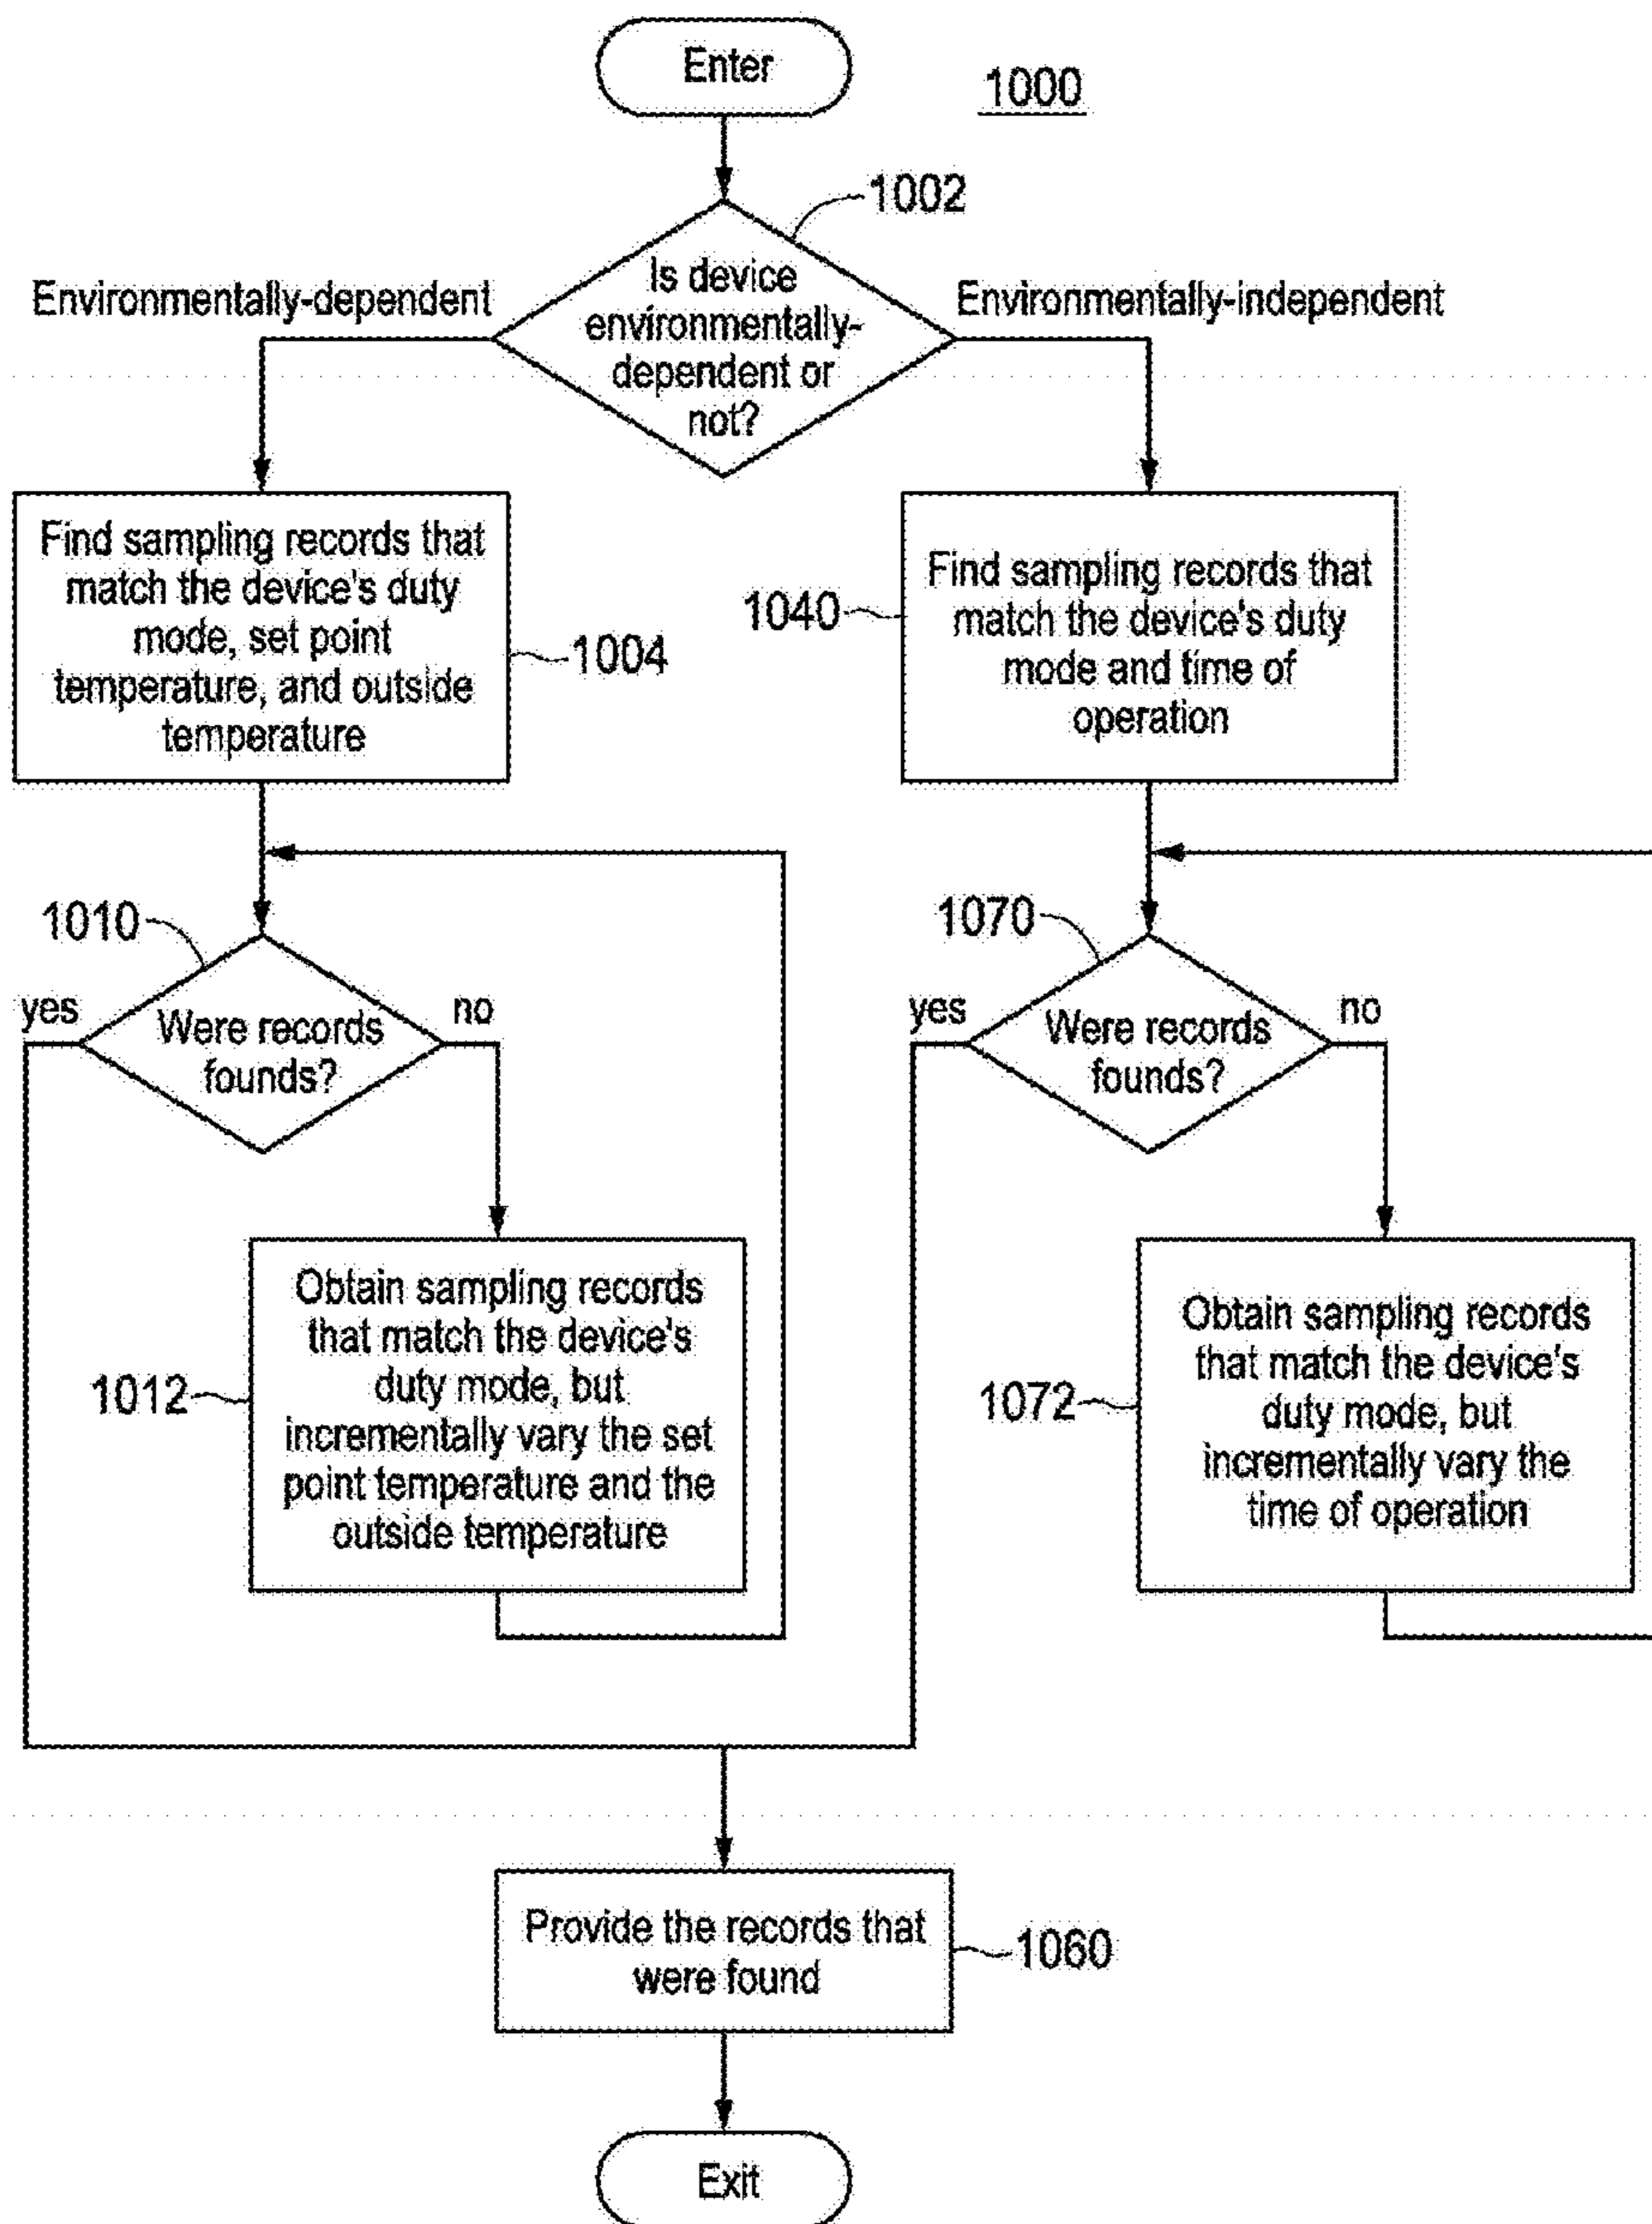 Enter
1000
1002
Is device
environmentally-
dependent or
not?
Environmentally-dependent
Environmentally-independent
Find sampling records that
match the device's duty
mode, set point
temperature, and outside
temperature
1004
1040
Find sampling records that
match the device's duty
mode and time of
operation
1010
yes
Were records
founds?
no
1070
yes
Were records
founds?
no
1012
Obtain sampling records
that match the device's
duty mode, but
incrementally vary the set
point temperature and the
outside temperature
1072
Obtain sampling records
that match the device's
duty mode, but
incrementally vary the
time of operation
Provide the records that
were found
1060
Exit